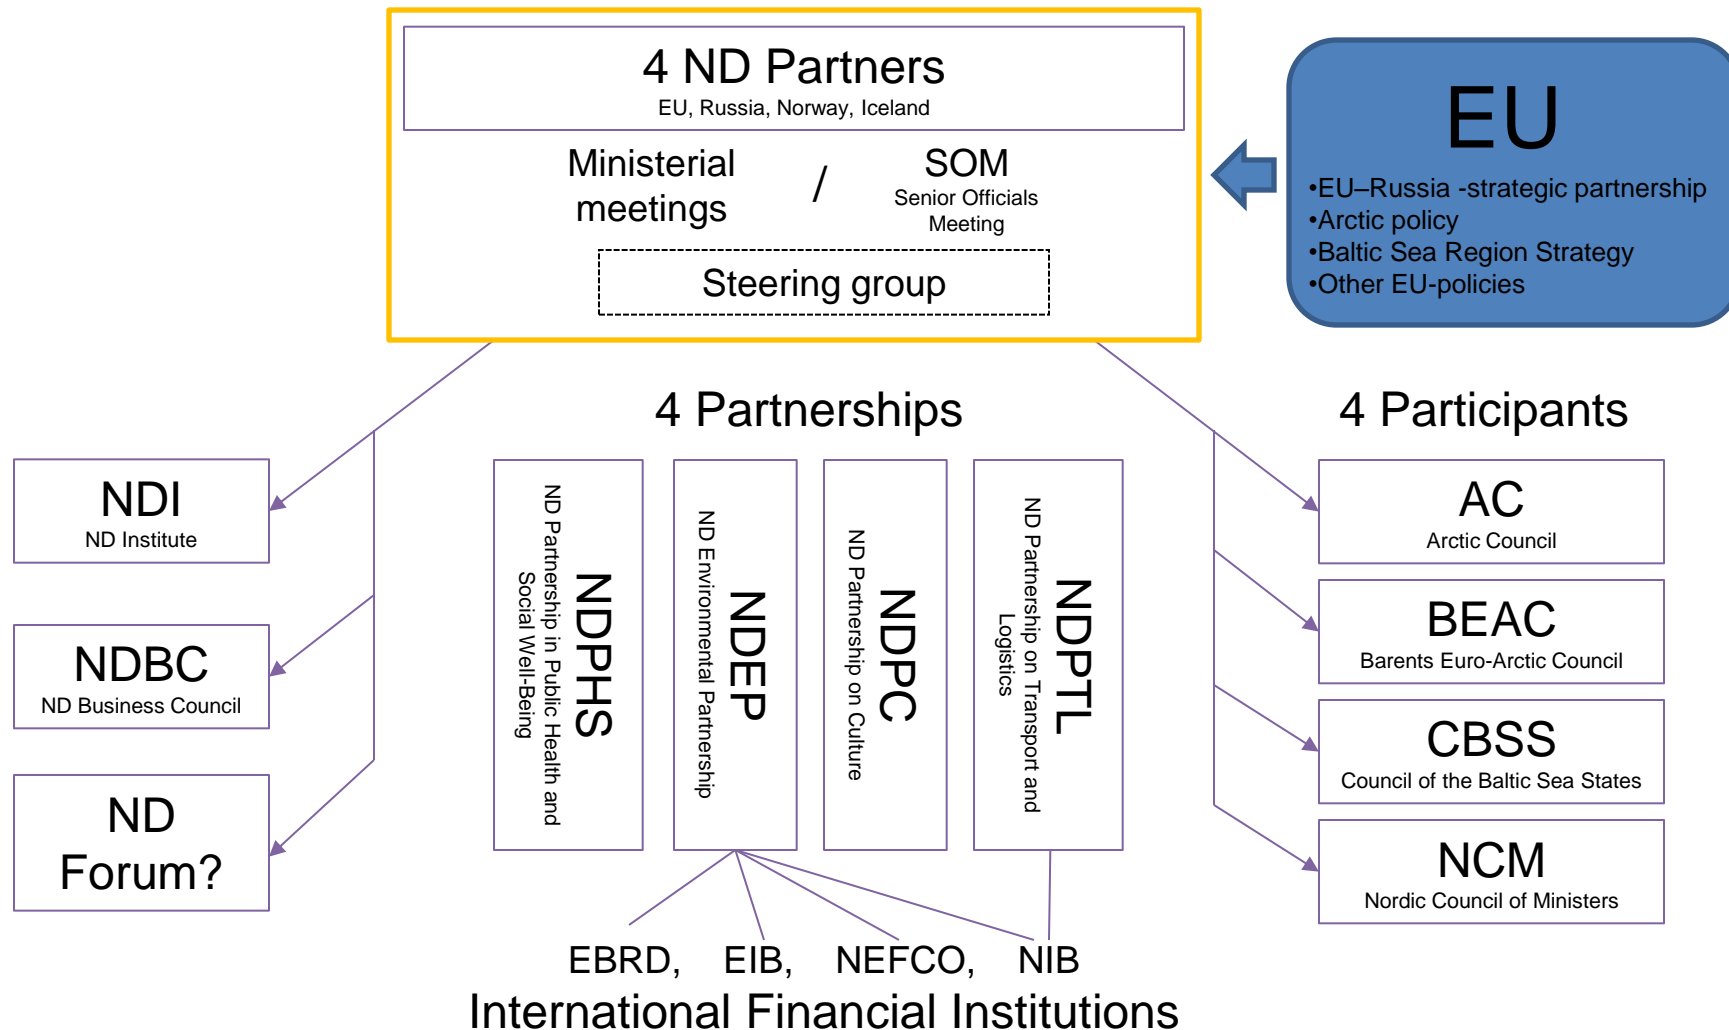 4 ND Partners
EU, Russia, Norway, Iceland
Ministerial
meetings
/
SOM
Senior Officials
Meeting
Steering group
EU
•EU–Russia -strategic partnership
•Arctic policy
•Baltic Sea Region Strategy
•Other EU-policies
4 Partnerships
4 Participants
NDI
ND Institute
NDBC
ND Business Council
ND
Forum?
NDPHS
ND Partnership in Public Health and
Social Well-Being
NDEP
ND Environmental Partnership
NDPC
ND Partnership on Culture
NDPTL
ND Partnership on Transport and
Logistics
AC
Arctic Council
BEAC
Barents Euro-Arctic Council
CBSS
Council of the Baltic Sea States
NCM
Nordic Council of Ministers
EBRD, EIB, NEFCO, NIB
International Financial Institutions